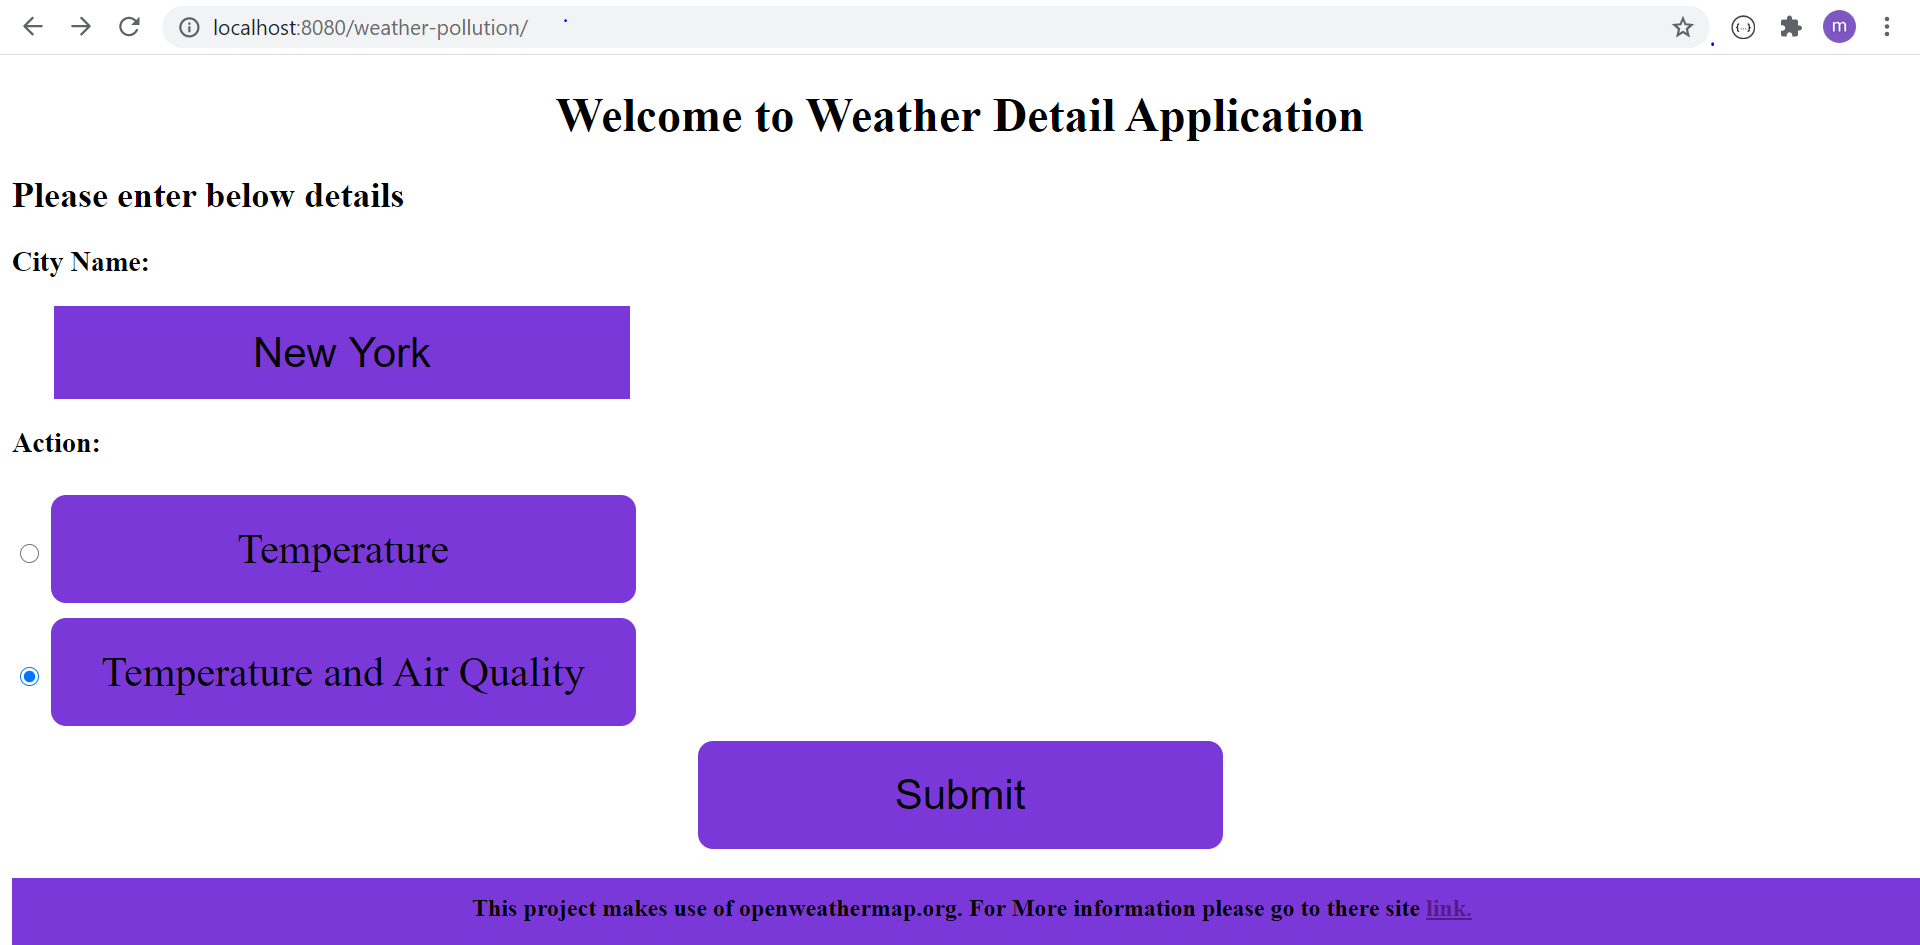 localhost:8080/weather-pollution/
{...}
m
Welcome to Weather Detail Application
Please enter below details
City Name:
New York
Action:
Temperature
Temperature and Air Quality
Submit
This project makes use of openweathermap.org. For More information please go to there site link.